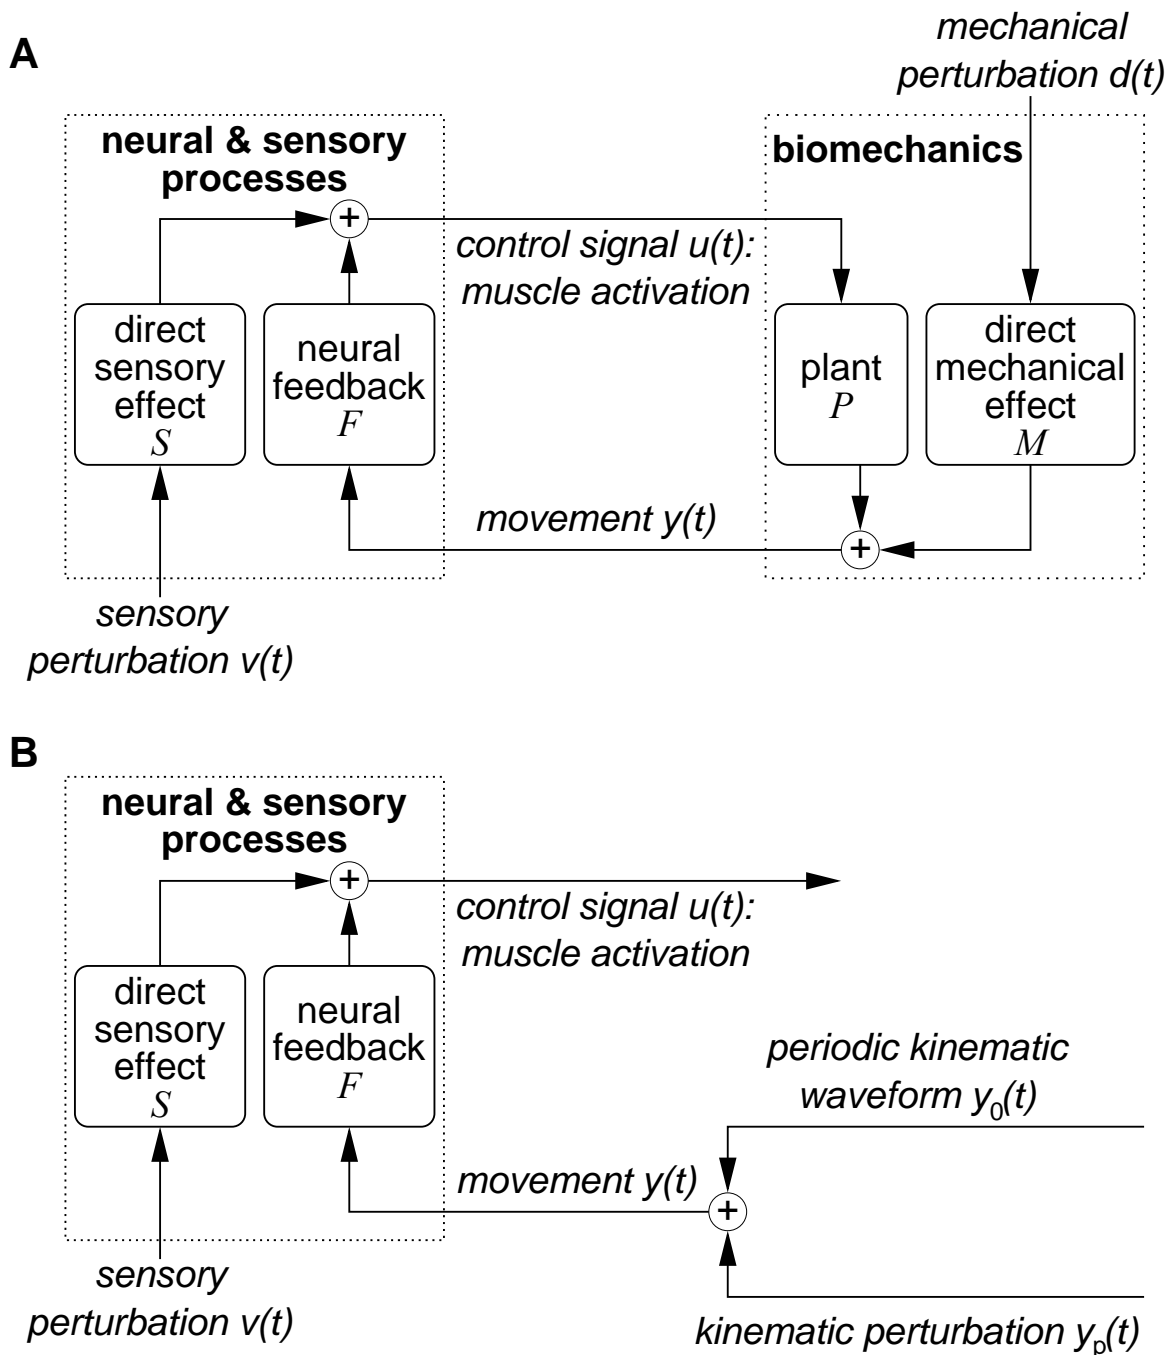 A
mechanical
perturbation d(t)
neural & sensory
processes
biomechanics
+
control signal u(t):
muscle activation
direct
sensory
effect
S
neural
feedback
F
plant
P
direct
mechanical
effect
M
movement y(t)
+
sensory
perturbation v(t)
B
neural & sensory
processes
+
control signal u(t):
muscle activation
direct
sensory
effect
S
neural
feedback
F
periodic kinematic
waveform y₀(t)
movement y(t)
+
sensory
perturbation v(t)
kinematic perturbation yₚ(t)